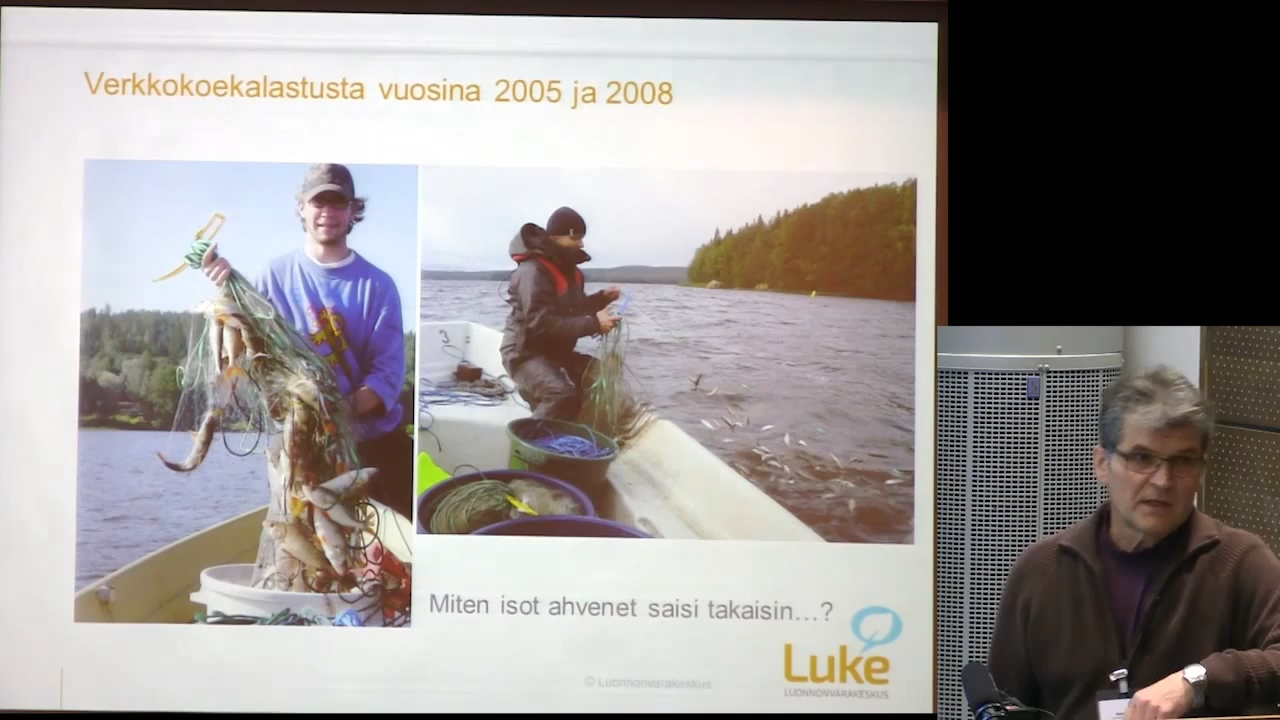 Verkkokoekalastusta vuosina 2005 ja 2008
Miten isot ahvenet saisi takaisin...?
Luke
LUONNONVARAKESKUS
© Luonnonvarakeskus